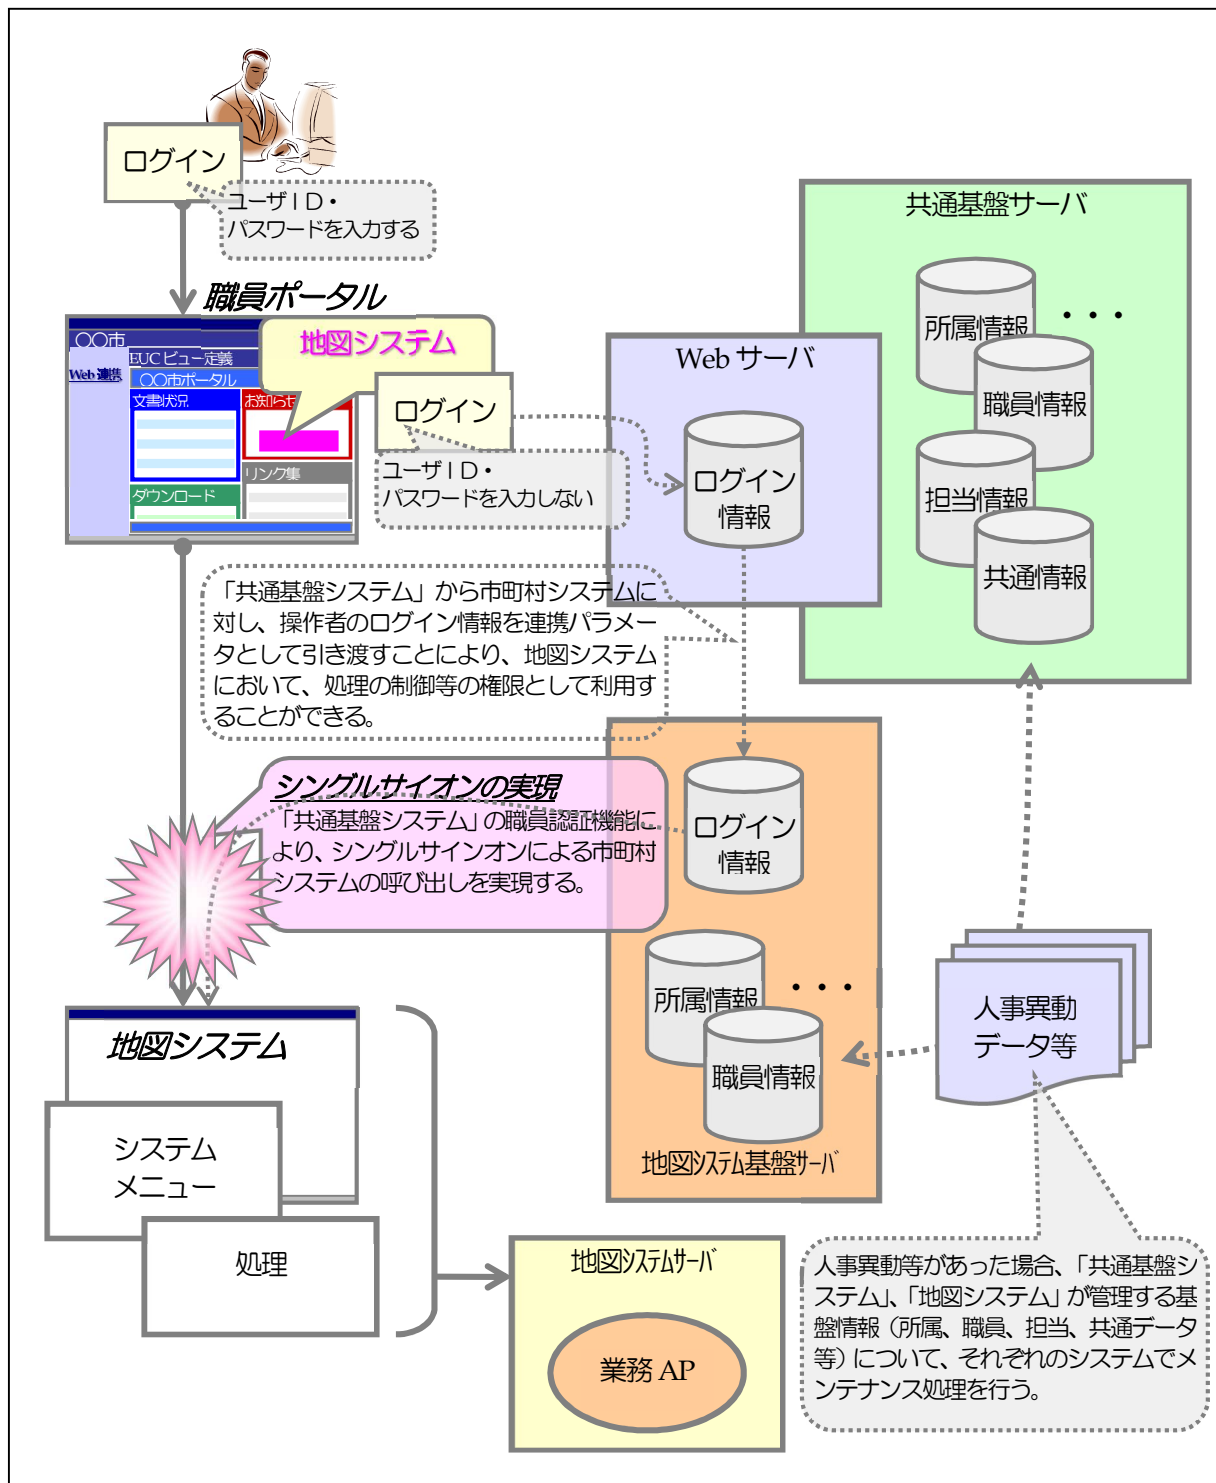 ログイン
ユーザＩＤ・
パスワードを入力する
職員ポータル
〇〇市
EUC ビュー定義
Web 連携
〇〇市ポータル
文書状況
お知らせ
リンク集
ダウンロード
地図システム
ログイン
ユーザＩＤ・
パスワードを入力しない
Web サーバ
ログイン
情報
共通基盤サーバ
所属情報
・・・
職員情報
担当情報
共通情報
「共通基盤システム」から市町村システムに
対し、操作者のログイン情報を連携パラメー
タとして引き渡すことにより、地図システム
において、処理の制御等の権限として利用す
ることができる。
シングルサイオンの実現
「共通基盤システム」の職員認証機能に
より、シングルサインオンによる市町村
システムの呼び出しを実現する。
ログイン
情報
所属情報
・・・
職員情報
地図システム基盤サーバ
人事異動
データ等
地図システム
システム
メニュー
処理
地図システムサーバ
業務 AP
人事異動等があった場合、「共通基盤シ
ステム」、「地図システム」が管理する基
盤情報（所属、職員、担当、共通データ
等）について、それぞれのシステムでメ
ンテナンス処理を行う。